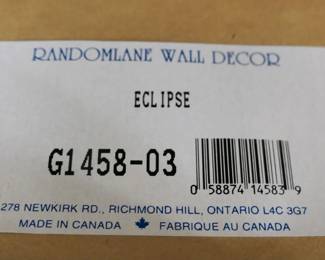 RANDOMLANE WALL DECOR
ECLIPSE
G1458-03
0 58874 14583 9
278 NEWKIRK RD., RICHMOND HILL, ONTARIO L4C 3G7
MADE IN CANADA FABRIQUE AU CANADA